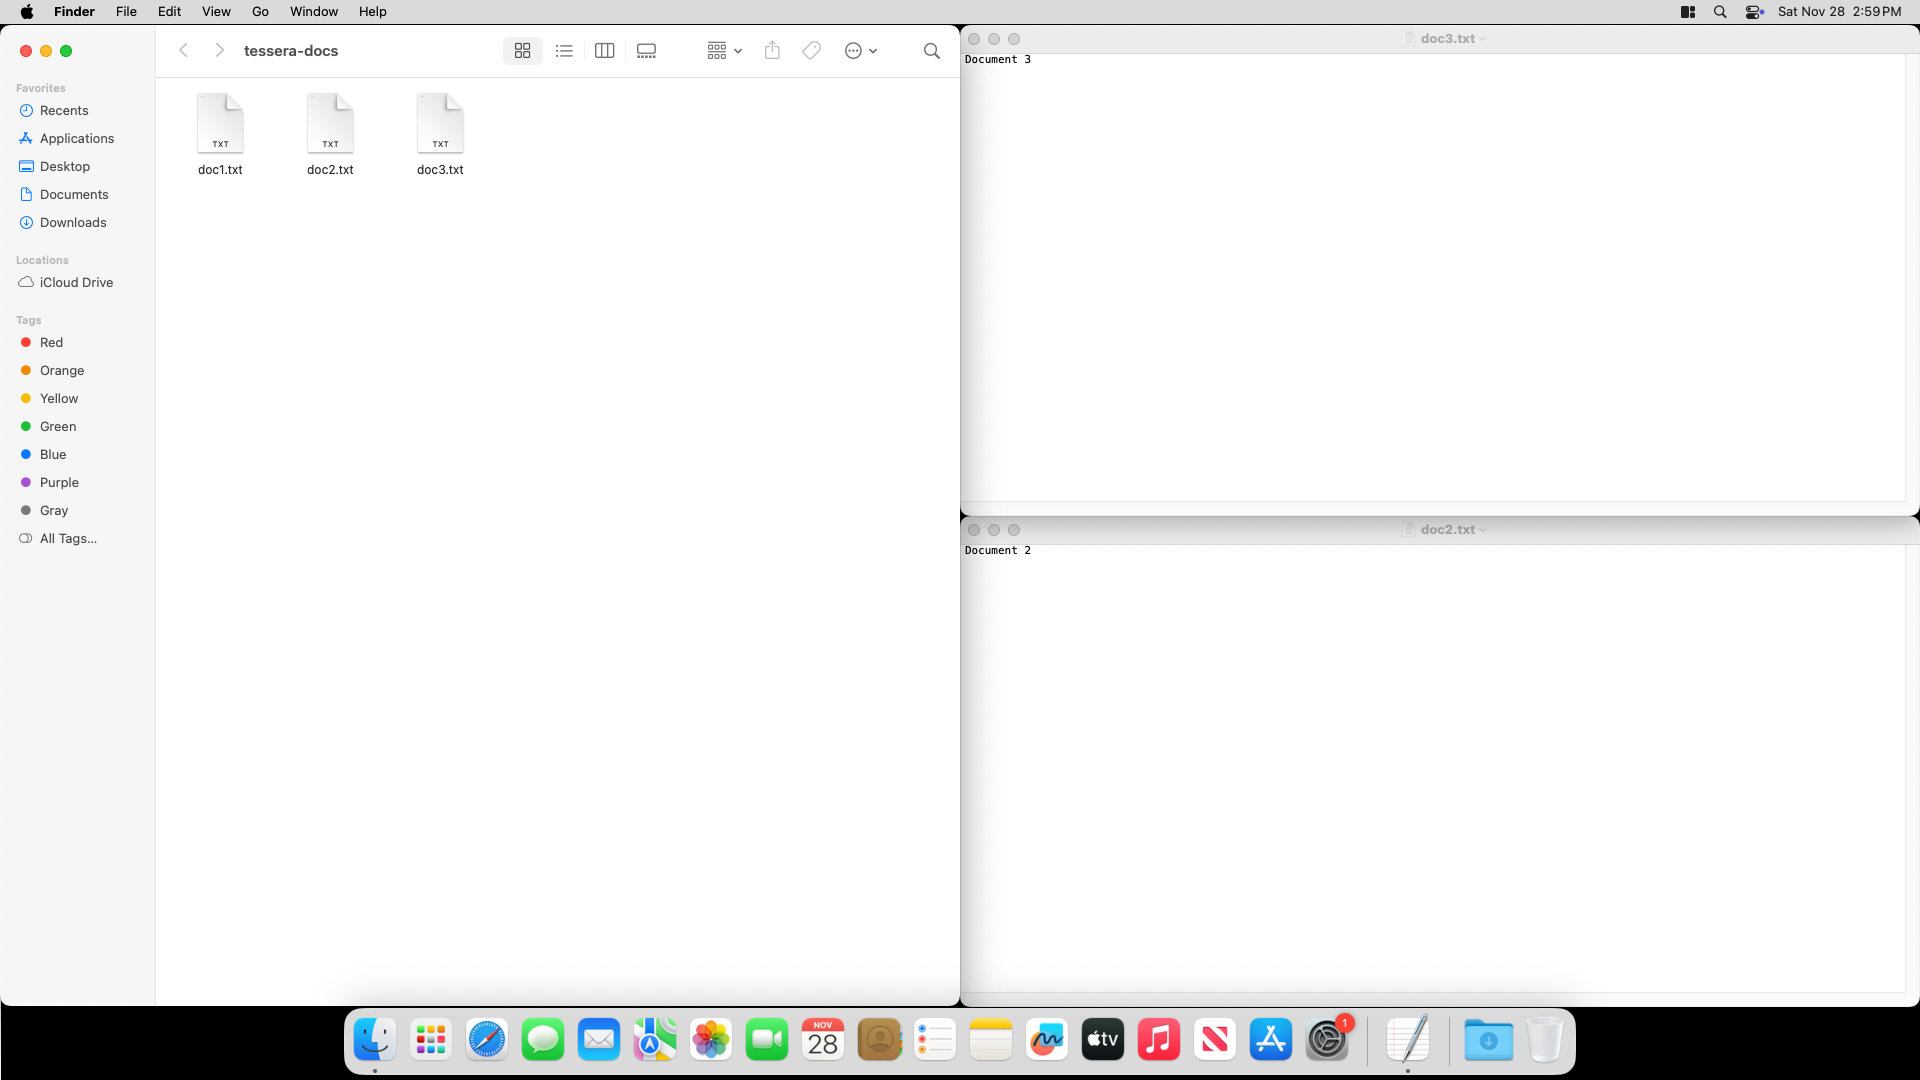 Finder File Edit View Go Window Help
Sat Nov 28 2:59 PM
tessera-docs
Favorites
Recents
Applications
Desktop
Documents
Downloads
Locations
iCloud Drive
Tags
Red
Orange
Yellow
Green
Blue
Purple
Gray
All Tags...
TXT TXT TXT
doc1.txt doc2.txt doc3.txt
doc3.txt
Document 3
doc2.txt
Document 2
NOV
28
tv
1